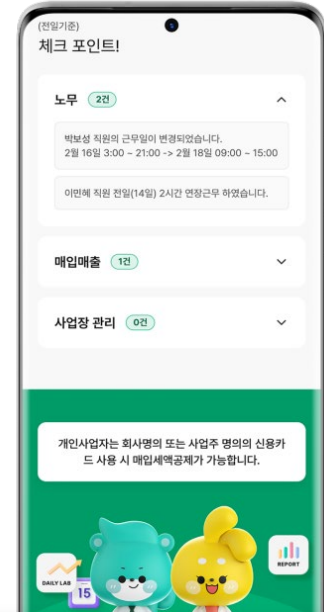 (전일기준)
체크 포인트!
노무 2건
박보성 직원의 근무일이 변경되었습니다.
2월 16일 3:00 ~ 21:00 -> 2월 18일 09:00 ~ 15:00
이민혜 직원 전일(14일) 2시간 연장근무 하였습니다.
매입매출 1건
사업장 관리 0건
개인사업자는 회사명의 또는 사업주 명의의 신용카
드 사용 시 매입세액공제가 가능합니다.
DAILY LAB
15
REPORT